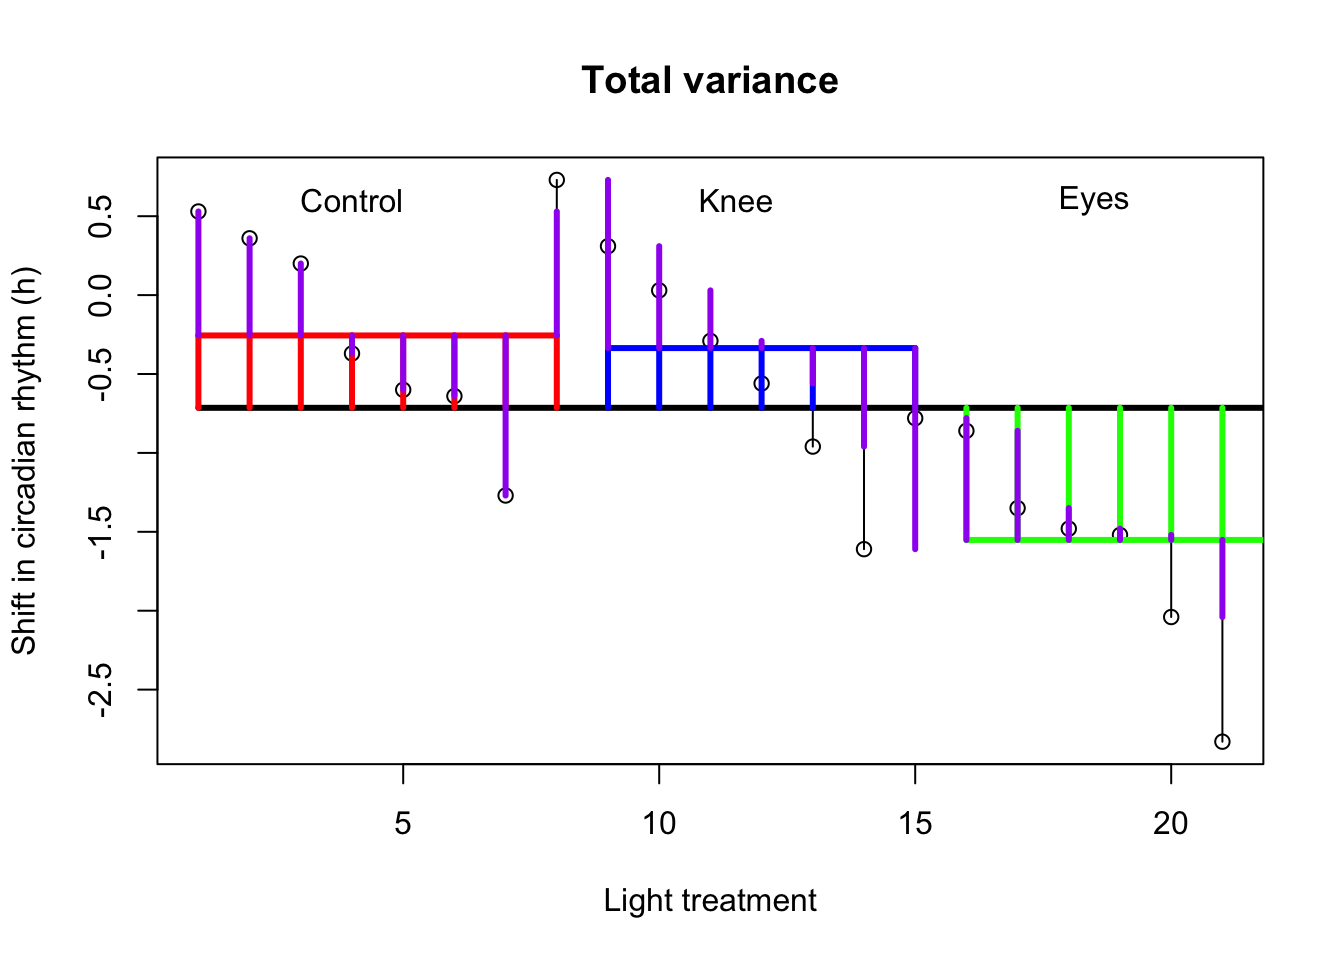 Total variance
Control
Knee
Eyes
Shift in circadian rhythm (h)
0.5
0.0
-0.5
-1.5
-2.5
5
10
15
20
Light treatment